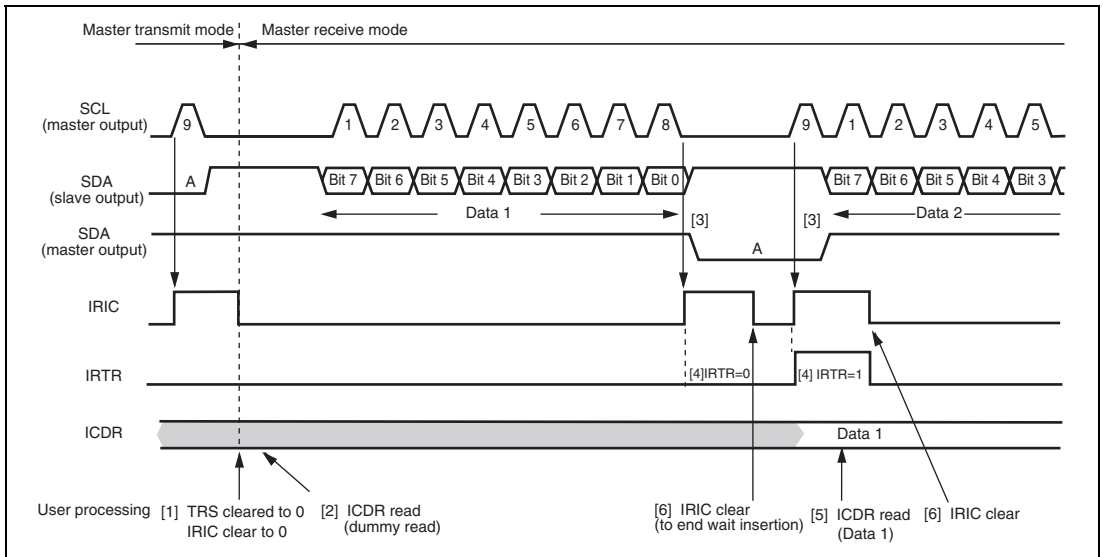 Master transmit mode Master receive mode
SCL
(master output)
9 1 2 3 4 5 6 7 8 9 1 2 3 4 5
SDA
(slave output)
A Bit 7 Bit 6 Bit 5 Bit 4 Bit 3 Bit 2 Bit 1 Bit 0 Bit 7 Bit 6 Bit 5 Bit 4 Bit 3
Data 1 [3] [3] Data 2
SDA
(master output)
A
IRIC
IRTR
[4]IRTR=0 [4] IRTR=1
ICDR
Data 1
User processing [1] TRS cleared to 0
IRIC clear to 0
[2] ICDR read
(dummy read)
[6] IRIC clear
(to end wait insertion)
[5] ICDR read
(Data 1)
[6] IRIC clear